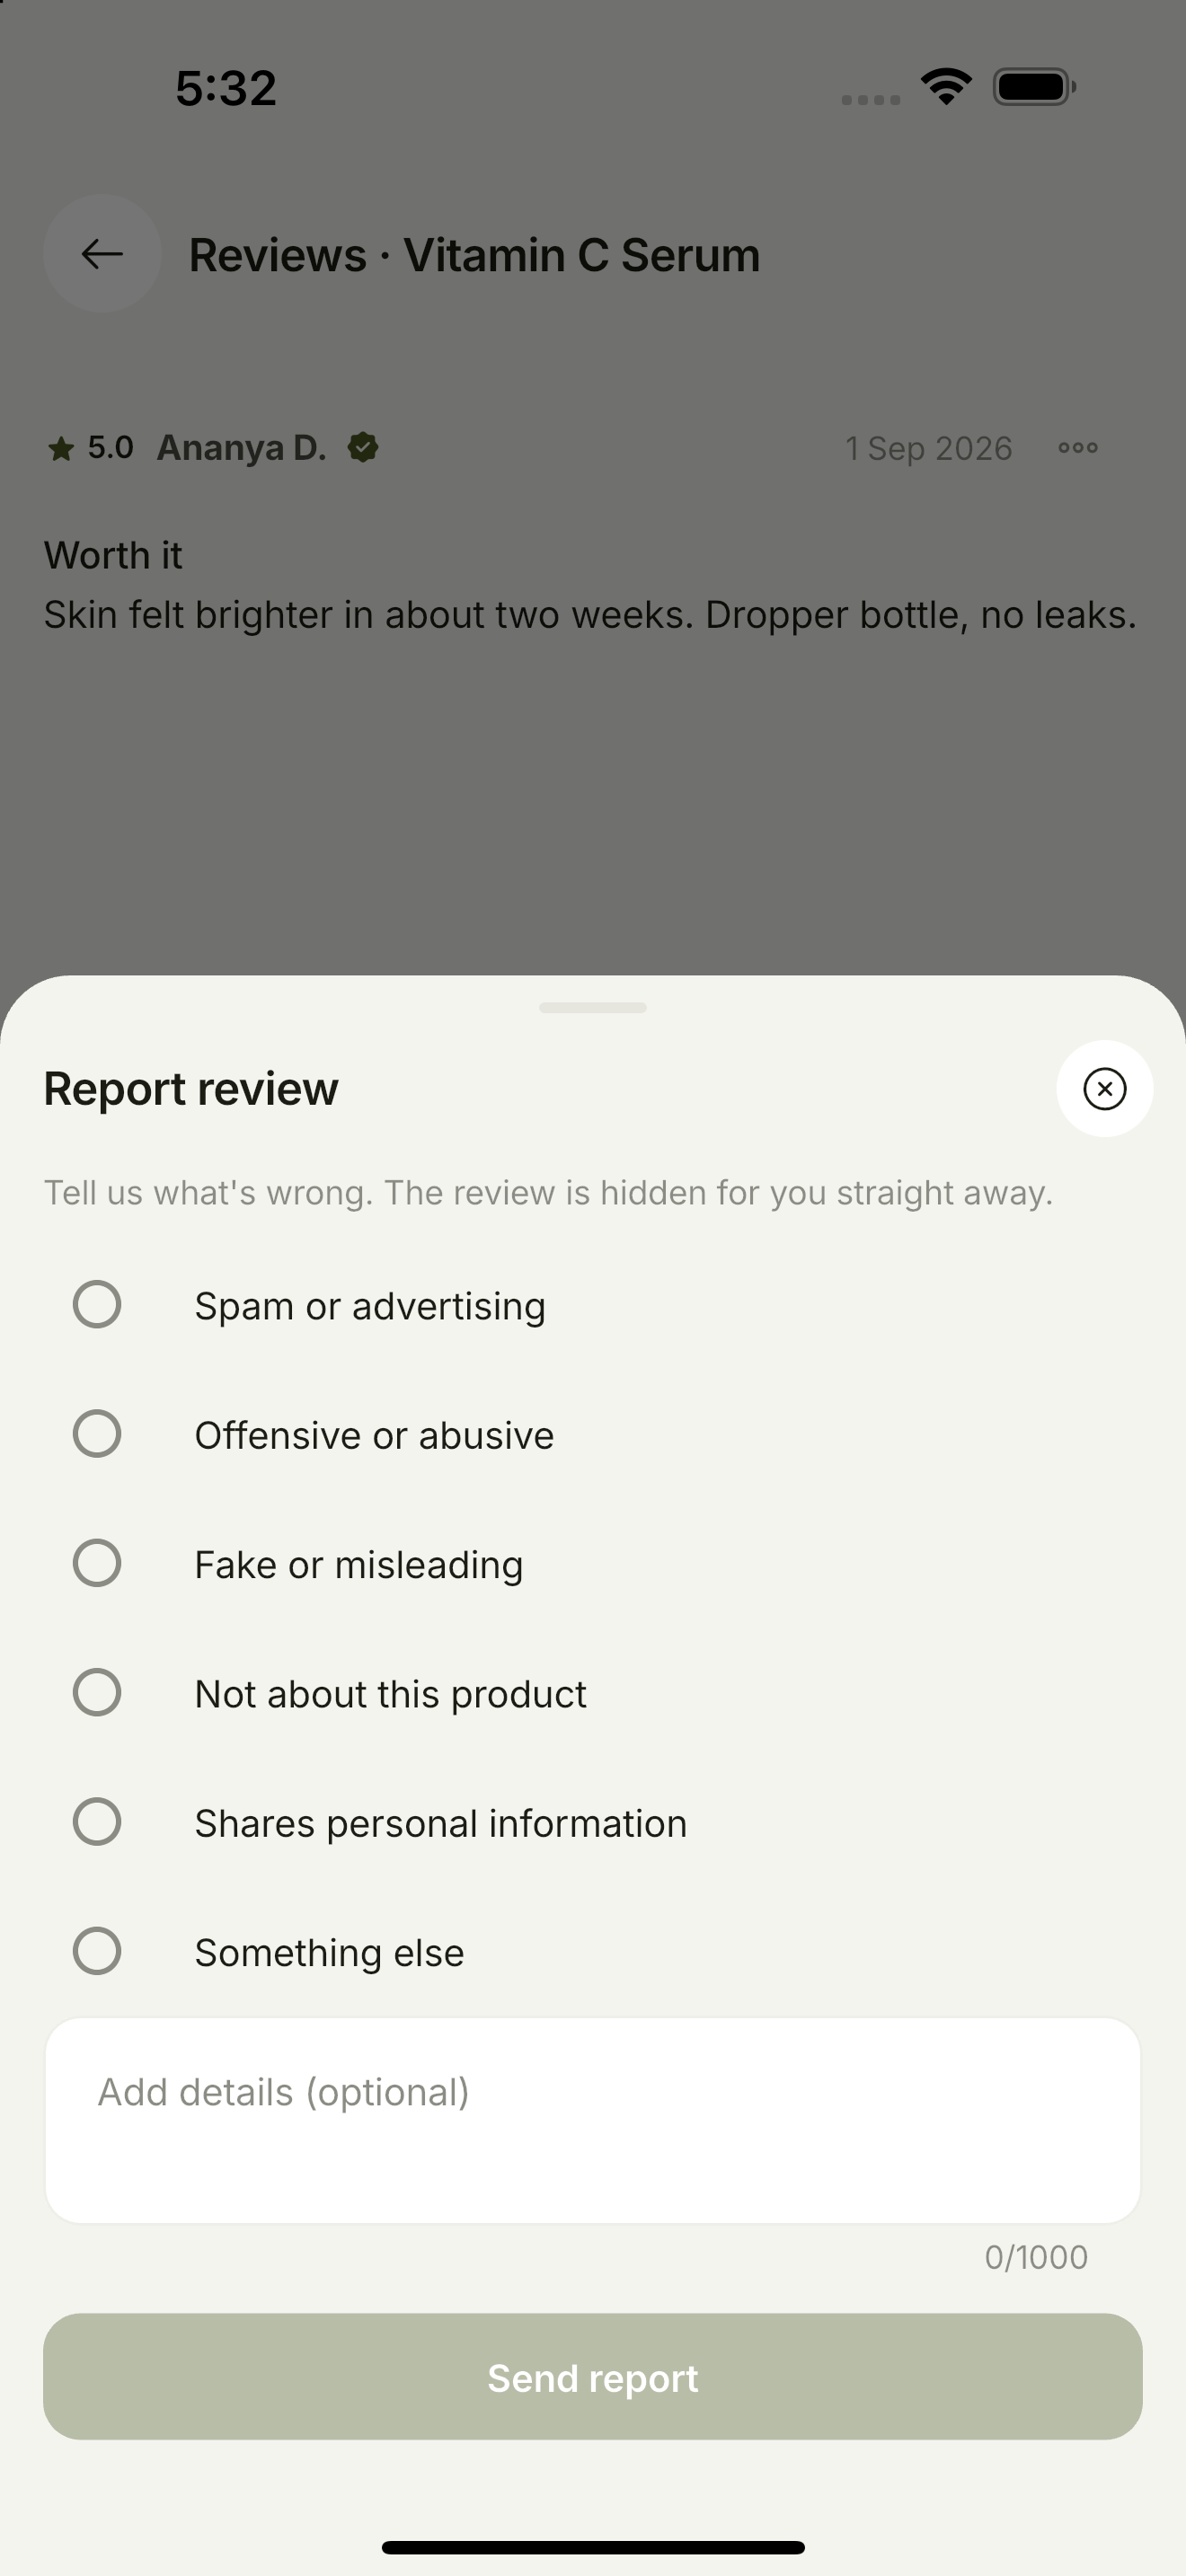 5:32
Reviews · Vitamin C Serum
5.0 Ananya D. 1 Sep 2026
Worth it
Skin felt brighter in about two weeks. Dropper bottle, no leaks.
Report review
Tell us what's wrong. The review is hidden for you straight away.
Spam or advertising
Offensive or abusive
Fake or misleading
Not about this product
Shares personal information
Something else
Add details (optional)
0/1000
Send report